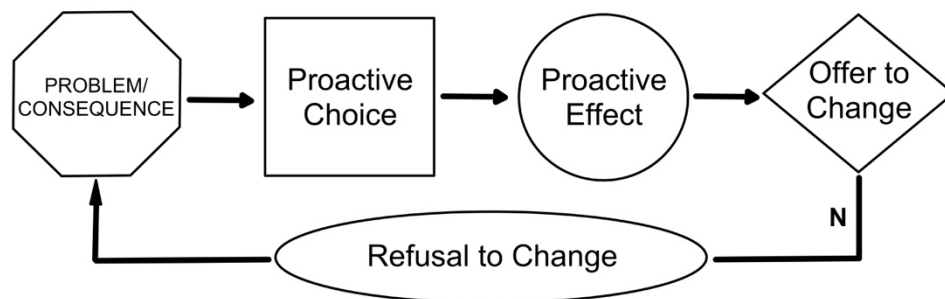 PROBLEM/
CONSEQUENCE
Proactive
Choice
Proactive
Effect
Offer to
Change
N
Refusal to Change